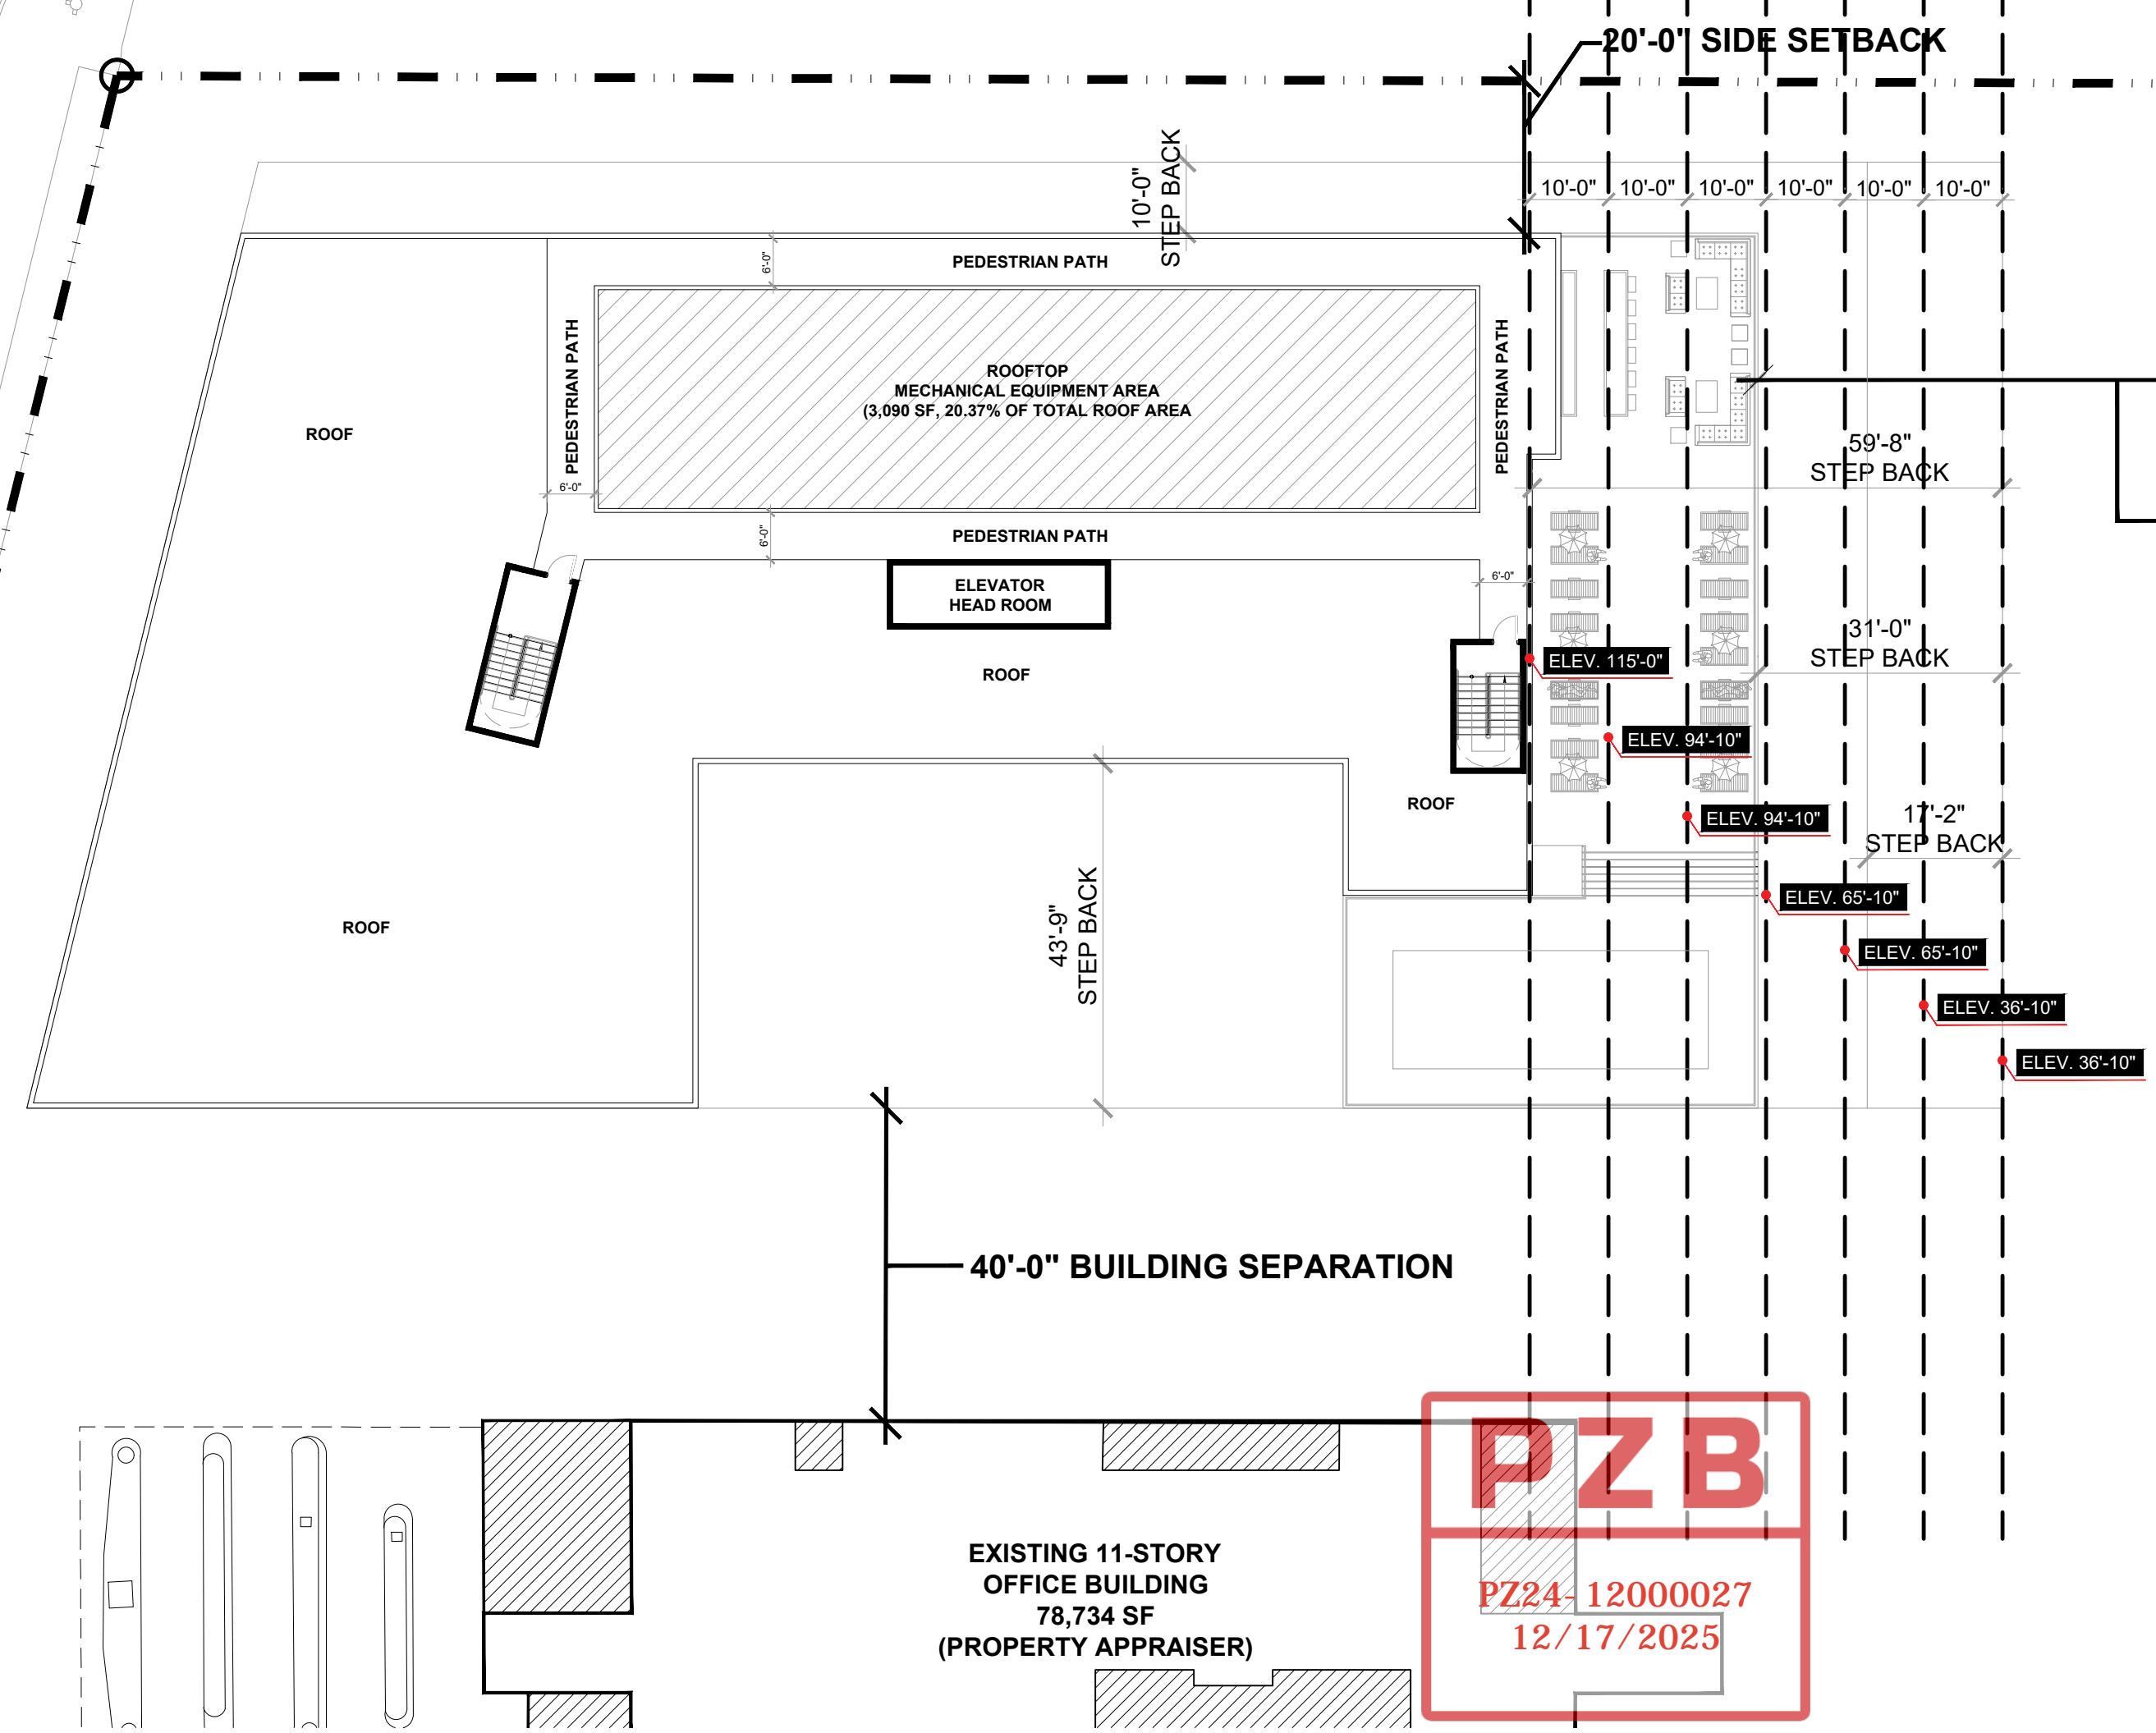 20'-0" SIDE SETBACK
10'-0"
STEP BACK
10'-0"
10'-0"
10'-0"
10'-0"
10'-0"
10'-0"
6'-0"
PEDESTRIAN PATH
PEDESTRIAN PATH
ROOFTOP
MECHANICAL EQUIPMENT AREA
(3,090 SF, 20.37% OF TOTAL ROOF AREA
PEDESTRIAN PATH
ROOF
59'-8"
STEP BACK
6'-0"
6'-0"
PEDESTRIAN PATH
ELEVATOR
HEAD ROOM
6'-0"
31'-0"
STEP BACK
ROOF
ELEV. 115'-0"
ELEV. 94'-10"
ROOF
ELEV. 94'-10"
17'-2"
STEP BACK
ELEV. 65'-10"
ROOF
43'-9"
STEP BACK
ELEV. 65'-10"
ELEV. 36'-10"
ELEV. 36'-10"
40'-0" BUILDING SEPARATION
PZB
EXISTING 11-STORY
OFFICE BUILDING
78,734 SF
(PROPERTY APPRAISER)
PZ24- 12000027
12/17/2025